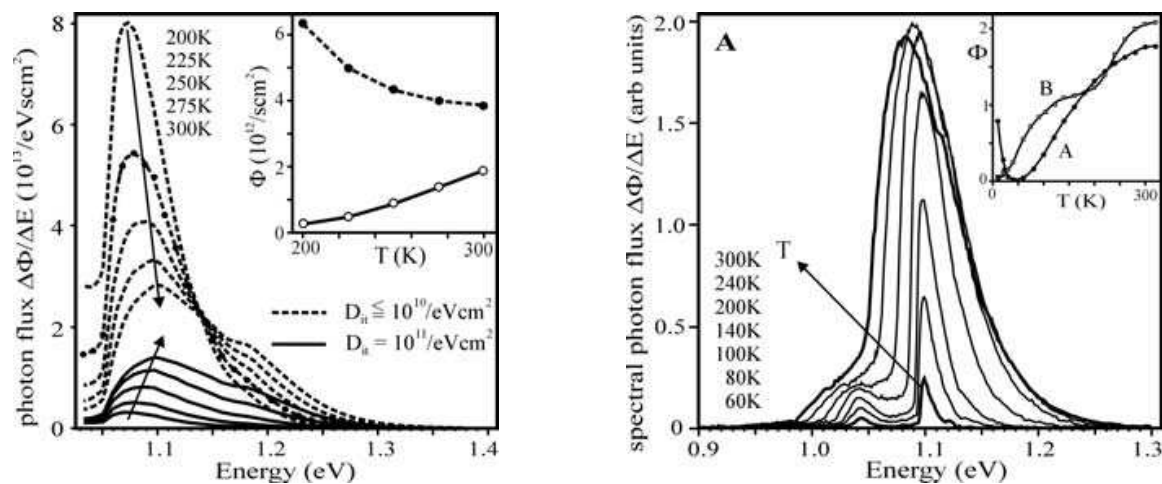 photon flux ΔΦ/ΔE (10¹³/eVscm²)
8
6
4
2
0
200K
225K
250K
275K
300K
Φ (10¹²/scm²)
6
4
2
0
200
300
T (K)
Dᵢₜ ≦ 10¹⁰/eVcm²
Dᵢₜ = 10¹¹/eVcm²
1.1
1.2
1.3
1.4
Energy (eV)
A
spectral photon flux ΔΦ/ΔE (arb units)
2.0
1.5
1.0
0.5
0
2
Φ
1
0
B
A
0
300
T (K)
T
300K
240K
200K
140K
100K
80K
60K
0.9
1.0
1.1
1.2
1.3
Energy (eV)